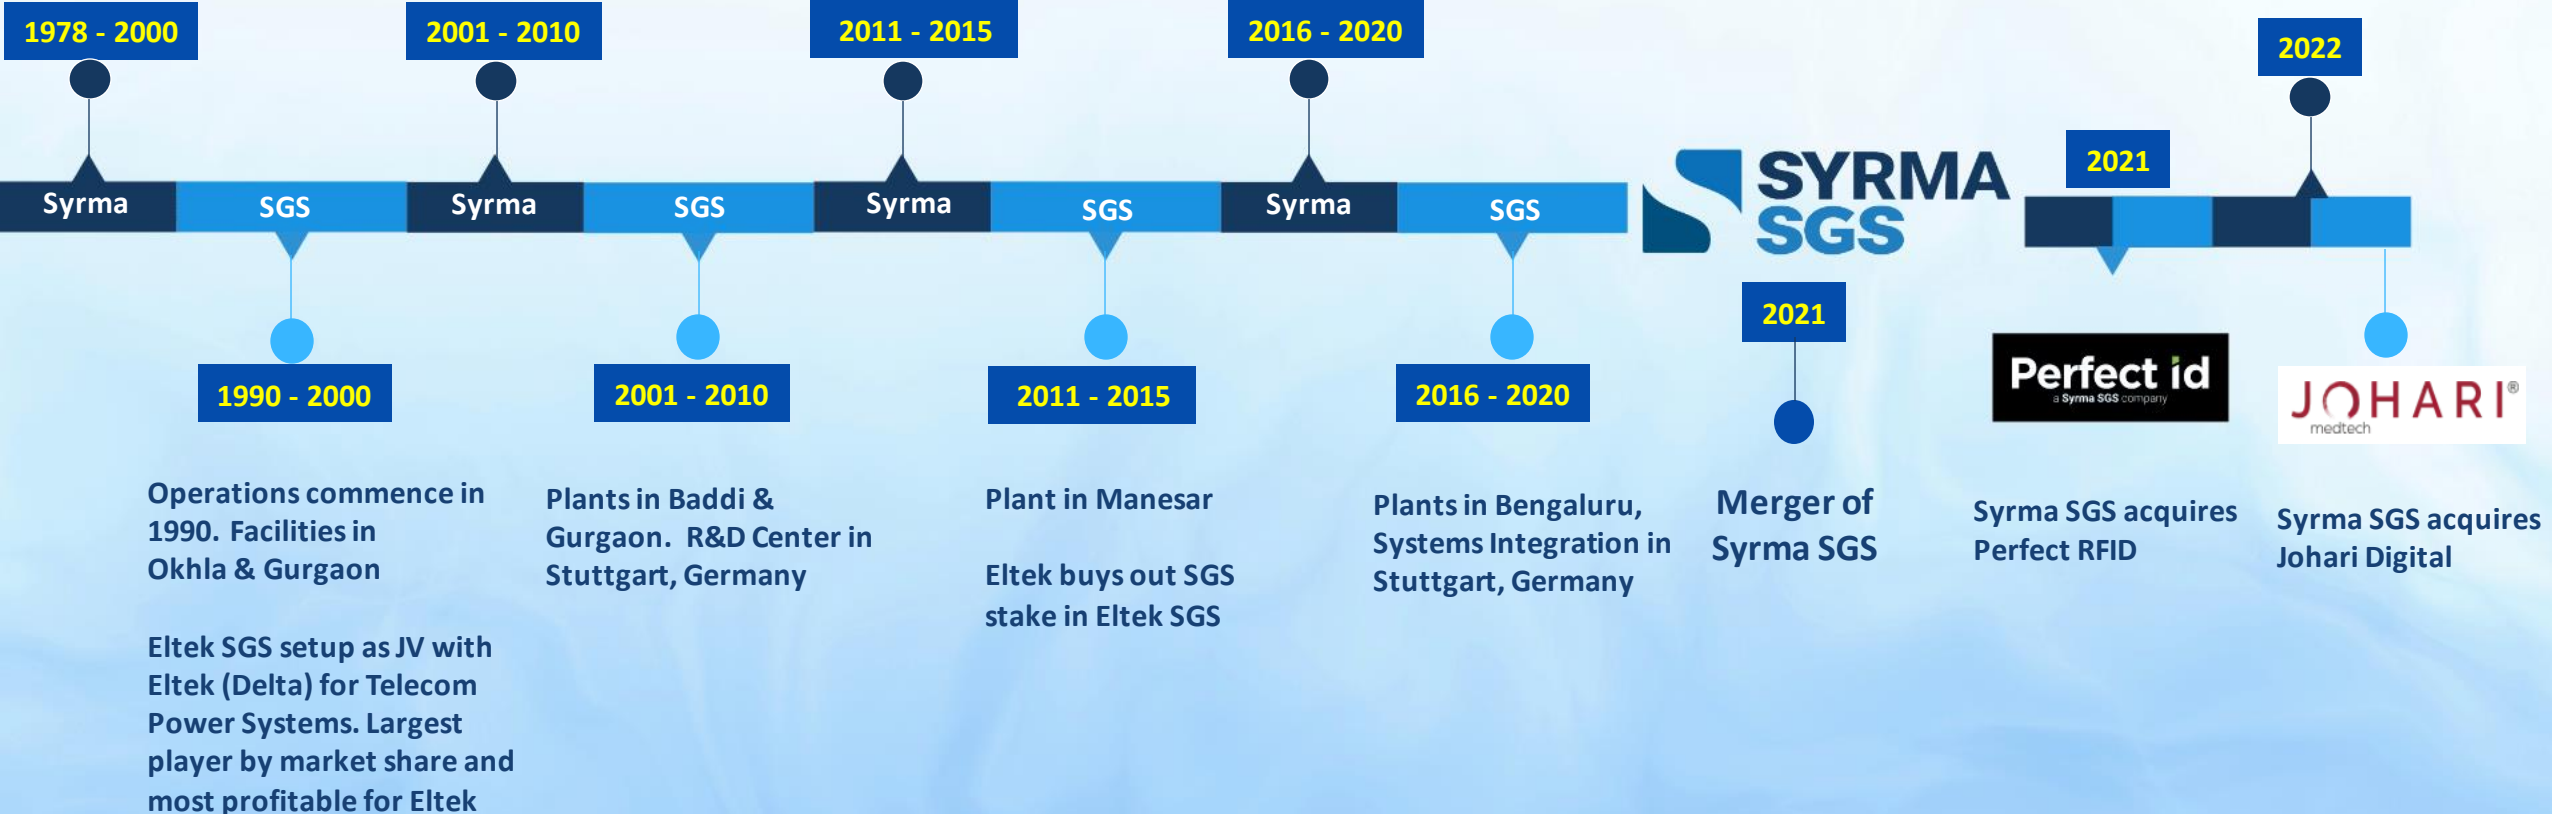 1978 - 2000
2001 - 2010
2011 - 2015
2016 - 2020
2022
2021
Syrma
SGS
Syrma
SGS
Syrma
SGS
Syrma
SGS
SYRMA
SGS
2021
1990 - 2000
2001 - 2010
2011 - 2015
2016 - 2020
Perfect id
a Syrma SGS company
JOHARI®
medtech
Operations commence in
1990. Facilities in
Okhla & Gurgaon
Eltek SGS setup as JV with
Eltek (Delta) for Telecom
Power Systems. Largest
player by market share and
most profitable for Eltek
Plants in Baddi &
Gurgaon. R&D Center in
Stuttgart, Germany
Plant in Manesar
Eltek buys out SGS
stake in Eltek SGS
Plants in Bengaluru,
Systems Integration in
Stuttgart, Germany
Merger of
Syrma SGS
Syrma SGS acquires
Perfect RFID
Syrma SGS acquires
Johari Digital